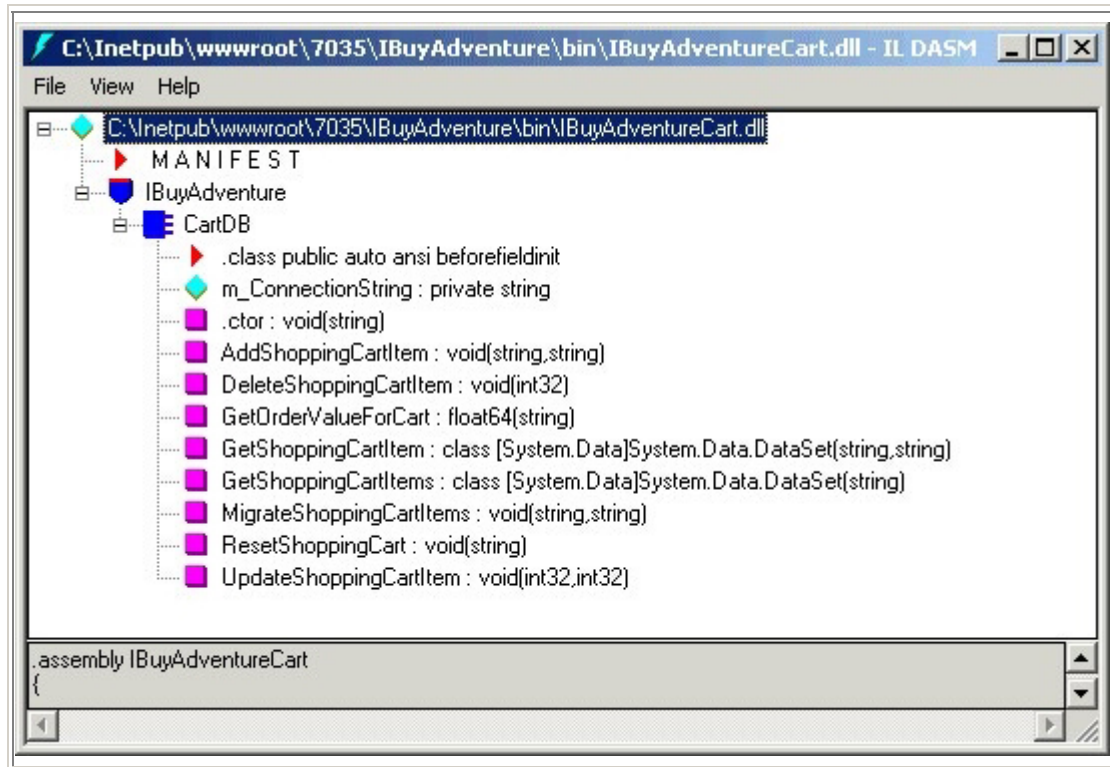 C:\Inetpub\wwwroot\7035\IBuyAdventure\bin\IBuyAdventureCart.dll - IL DASM
File View Help
C:\Inetpub\wwwroot\7035\IBuyAdventure\bin\IBuyAdventureCart.dll
M A N I F E S T
IBuyAdventure
CartDB
.class public auto ansi beforefieldinit
m_ConnectionString : private string
.ctor : void(string)
AddShoppingCartItem : void(string,string)
DeleteShoppingCartItem : void(int32)
GetOrderValueForCart : float64(string)
GetShoppingCartItem : class [System.Data]System.Data.DataSet(string,string)
GetShoppingCartItems : class [System.Data]System.Data.DataSet(string)
MigrateShoppingCartItems : void(string,string)
ResetShoppingCart : void(string)
UpdateShoppingCartItem : void(int32,int32)
.assembly IBuyAdventureCart
{